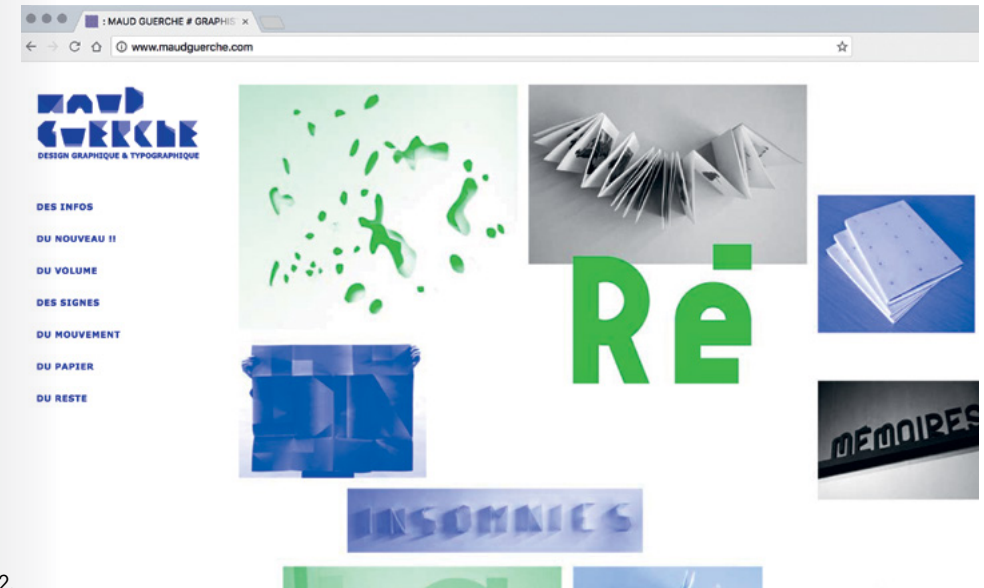 : MAUD GUERCHE # GRAPHIS
www.maudguerche.com
MAUD
GUERCHE
DESIGN GRAPHIQUE & TYPOGRAPHIQUE
DES INFOS
DU NOUVEAU !!
DU VOLUME
DES SIGNES
DU MOUVEMENT
DU PAPIER
DU RESTE
Ré
MÉMOIRES
INSOMNIES
2